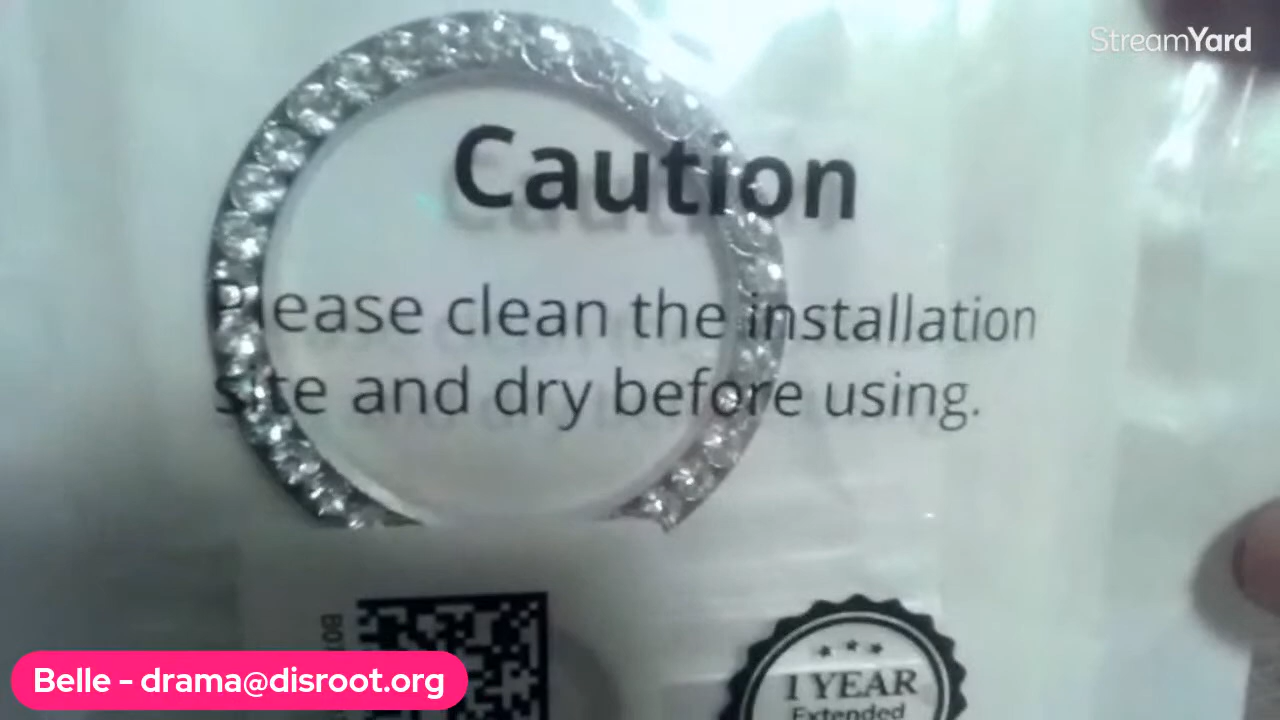 StreamYard
Caution
Please clean the installation
site and dry before using.
1 YEAR
Extended
Belle - drama@disroot.org